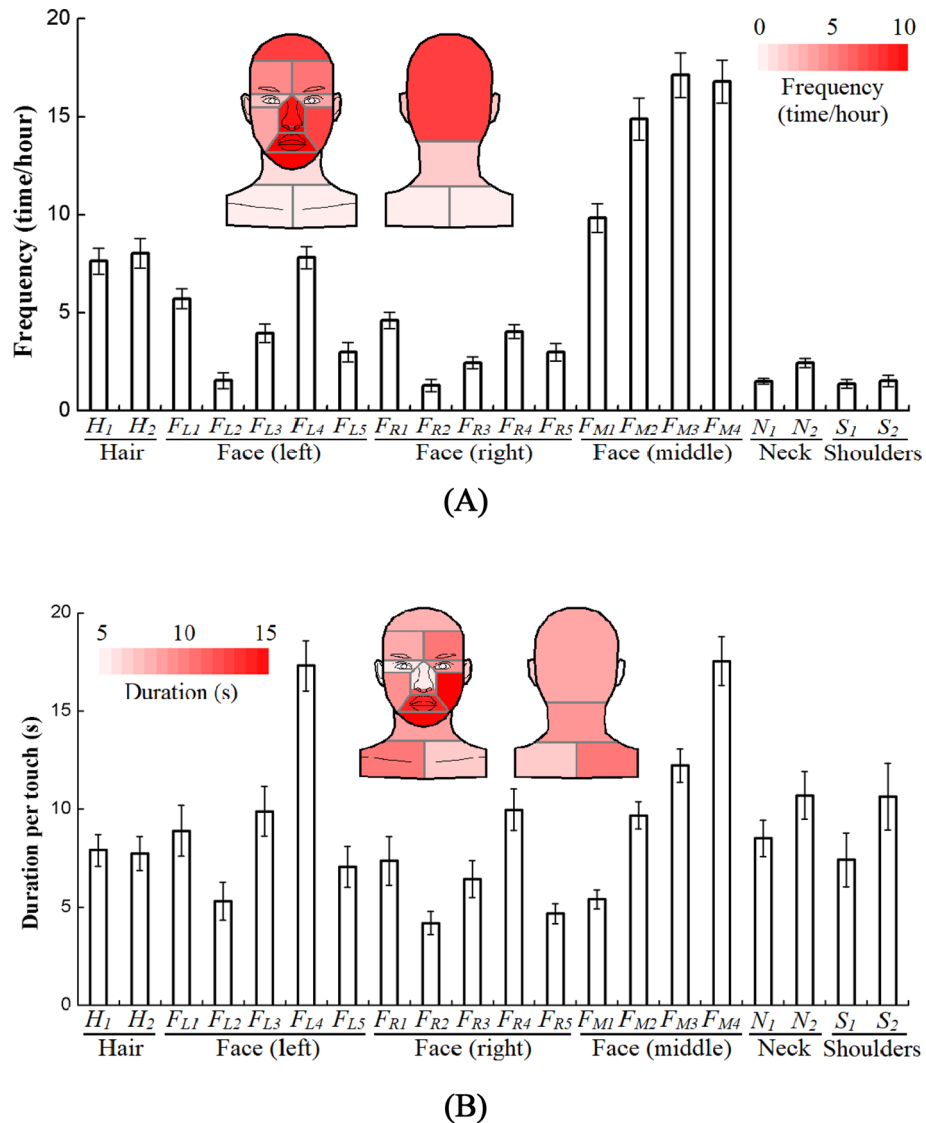 20
15
10
5
0
Frequency (time/hour)
0 10
Frequency
(time/hour)
H1 H2 FL1 FL2 FL3 FL4 FL5 FR1 FR2 FR3 FR4 FR5 FM1 FM2 FM3 FM4 N1 N2 S1 S2
Hair Face (left) Face (right) Face (middle) Neck Shoulders
(A)
20
15
10
5
0
Duration per touch (s)
5 10 15
Duration (s)
H1 H2 FL1 FL2 FL3 FL4 FL5 FR1 FR2 FR3 FR4 FR5 FM1 FM2 FM3 FM4 N1 N2 S1 S2
Hair Face (left) Face (right) Face (middle) Neck Shoulders
(B)